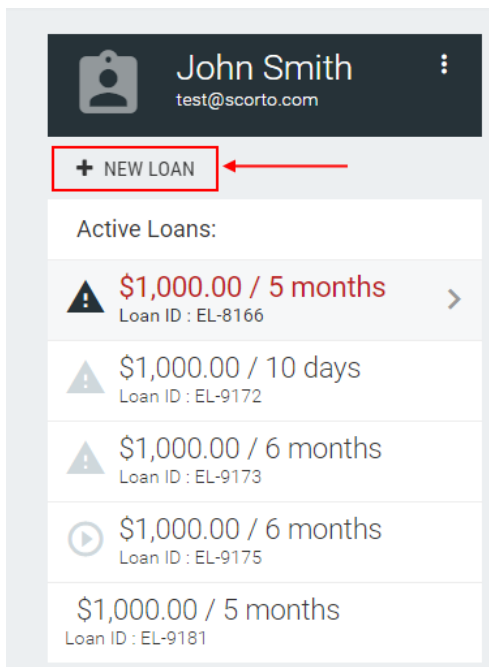 John Smith
test@scorto.com
+ NEW LOAN
Active Loans:
$1,000.00 / 5 months
Loan ID : EL-8166
$1,000.00 / 10 days
Loan ID : EL-9172
$1,000.00 / 6 months
Loan ID : EL-9173
$1,000.00 / 6 months
Loan ID : EL-9175
$1,000.00 / 5 months
Loan ID : EL-9181